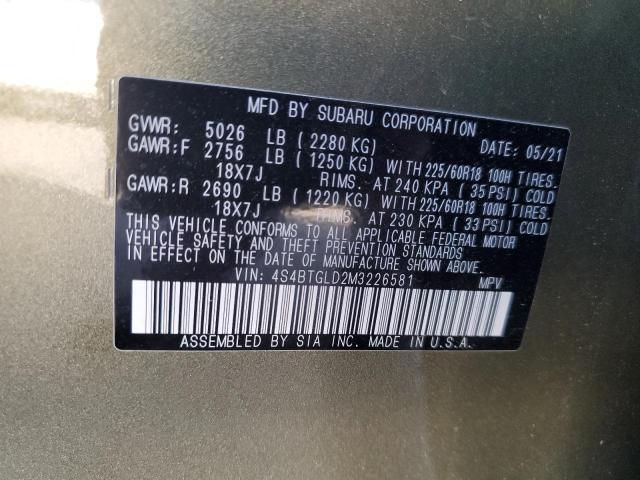 MFD BY SUBARU CORPORATION
GVWR: 5026 LB ( 2280 KG) DATE: 05/21
GAWR:F 2756 LB ( 1250 KG) WITH 225/60R18 100H TIRES,
18X7J RIMS, AT 240 KPA ( 35 PSI) COLD
GAWR:R 2690 LB ( 1220 KG) WITH 225/60R18 100H TIRES,
18X7J RIMS, AT 230 KPA ( 33 PSI) COLD
THIS VEHICLE CONFORMS TO ALL APPLICABLE FEDERAL MOTOR
VEHICLE SAFETY AND THEFT PREVENTION STANDARDS
IN EFFECT ON THE DATE OF MANUFACTURE SHOWN ABOVE.
VIN: 4S4BTGLD2M3226581 MPV
ASSEMBLED BY SIA INC. MADE IN U.S.A.